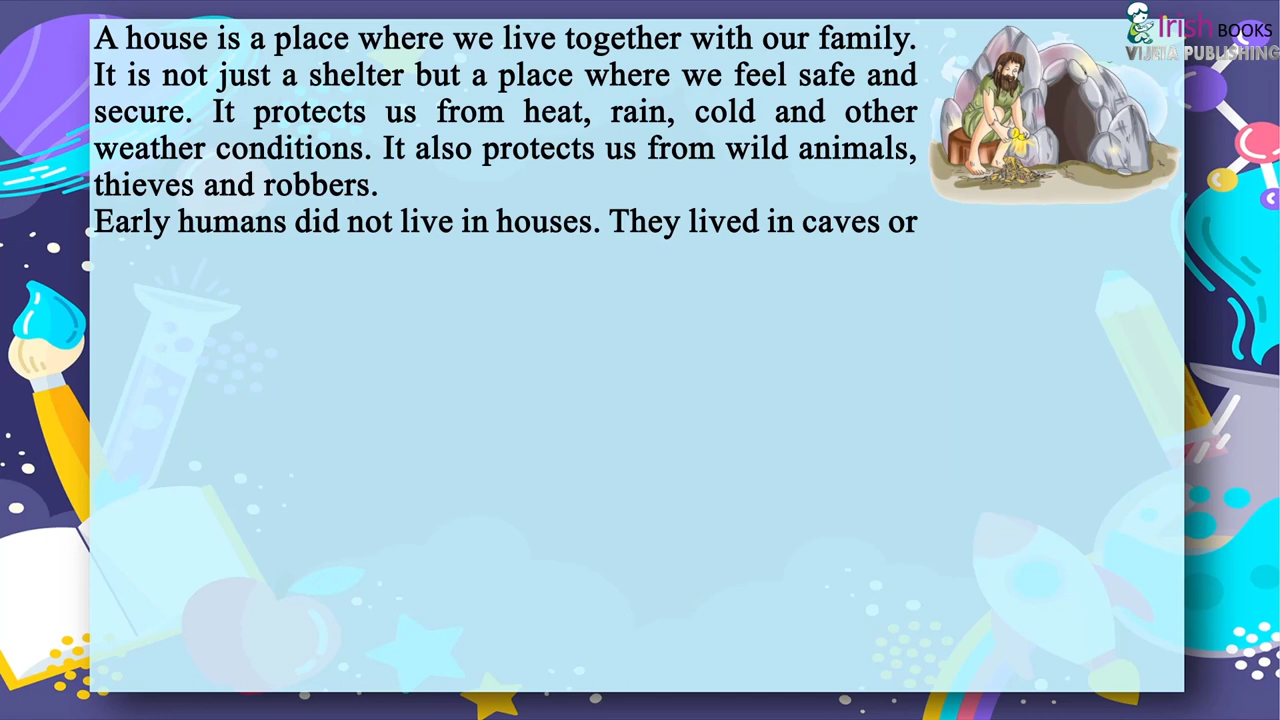 A house is a place where we live together with our family.
It is not just a shelter but a place where we feel safe and
secure. It protects us from heat, rain, cold and other
weather conditions. It also protects us from wild animals,
thieves and robbers.
Early humans did not live in houses. They lived in caves or
Irish BOOKS
VIJETA PUBLISHING